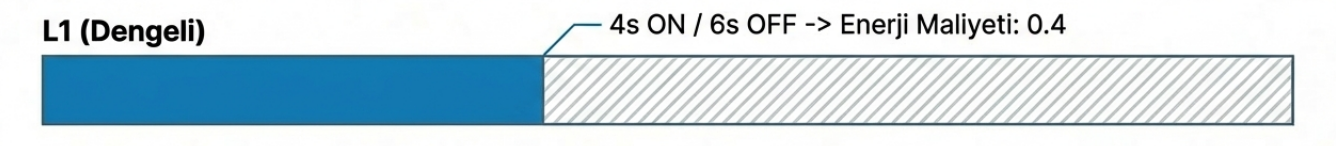 L1 (Dengeli)
4s ON / 6s OFF -> Enerji Maliyeti: 0.4